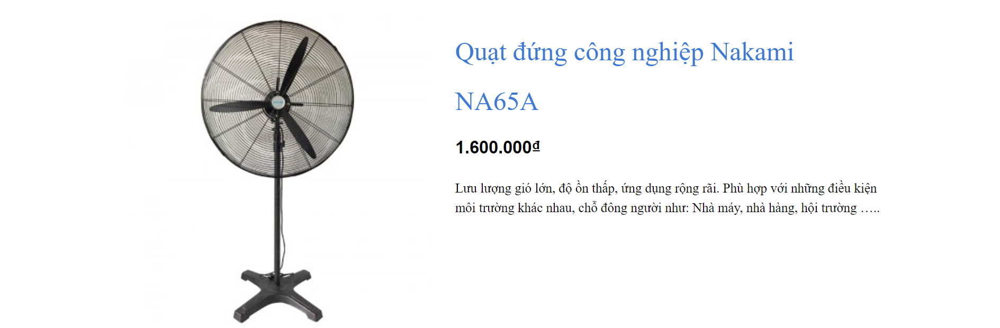 Quạt đứng công nghiệp Nakami
NA65A
1.600.000₫
Lưu lượng gió lớn, độ ồn thấp, ứng dụng rộng rãi. Phù hợp với những điều kiện
môi trường khác nhau, chỗ đông người như: Nhà máy, nhà hàng, hội trường …..